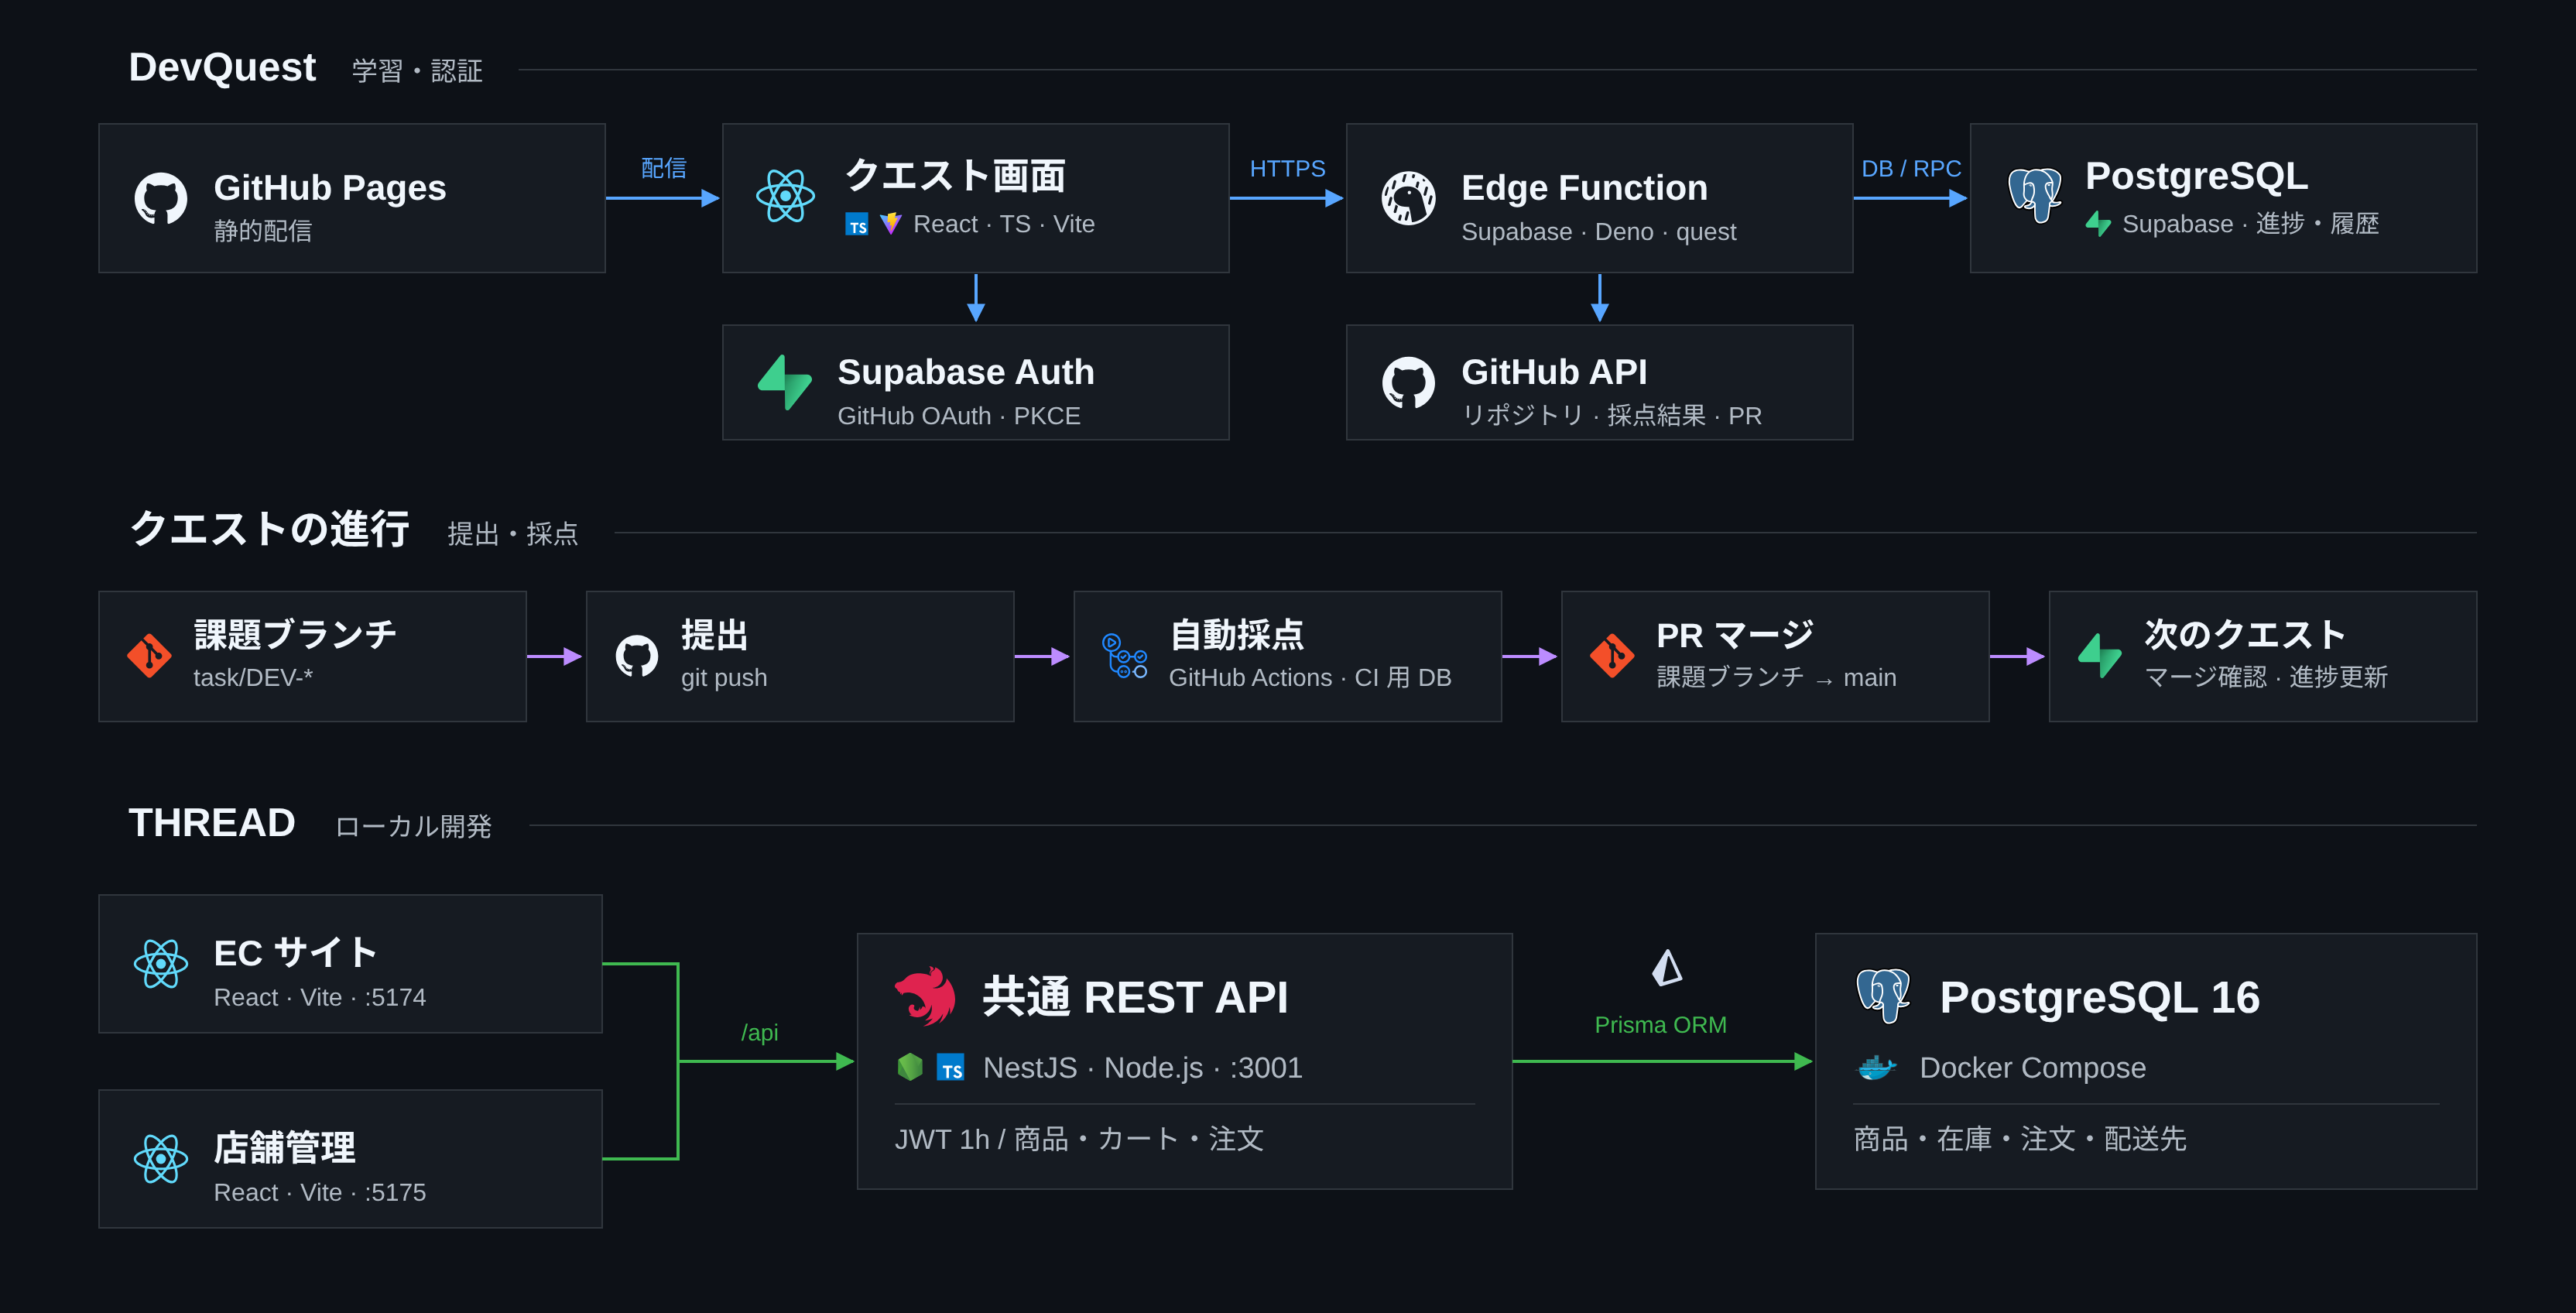 DevQuest 学習・認証
GitHub Pages
静的配信
配信
クエスト画面
TS React · TS · Vite
HTTPS
Edge Function
Supabase · Deno · quest
DB / RPC
PostgreSQL
Supabase · 進捗・履歴
Supabase Auth
GitHub OAuth · PKCE
GitHub API
リポジトリ · 採点結果 · PR
クエストの進行 提出・採点
課題ブランチ
task/DEV-*
提出
git push
自動採点
GitHub Actions · CI 用 DB
PR マージ
課題ブランチ → main
次のクエスト
マージ確認 · 進捗更新
THREAD ローカル開発
EC サイト
React · Vite · :5174
店舗管理
React · Vite · :5175
/api
共通 REST API
TS NestJS · Node.js · :3001
JWT 1h / 商品・カート・注文
Prisma ORM
PostgreSQL 16
Docker Compose
商品・在庫・注文・配送先